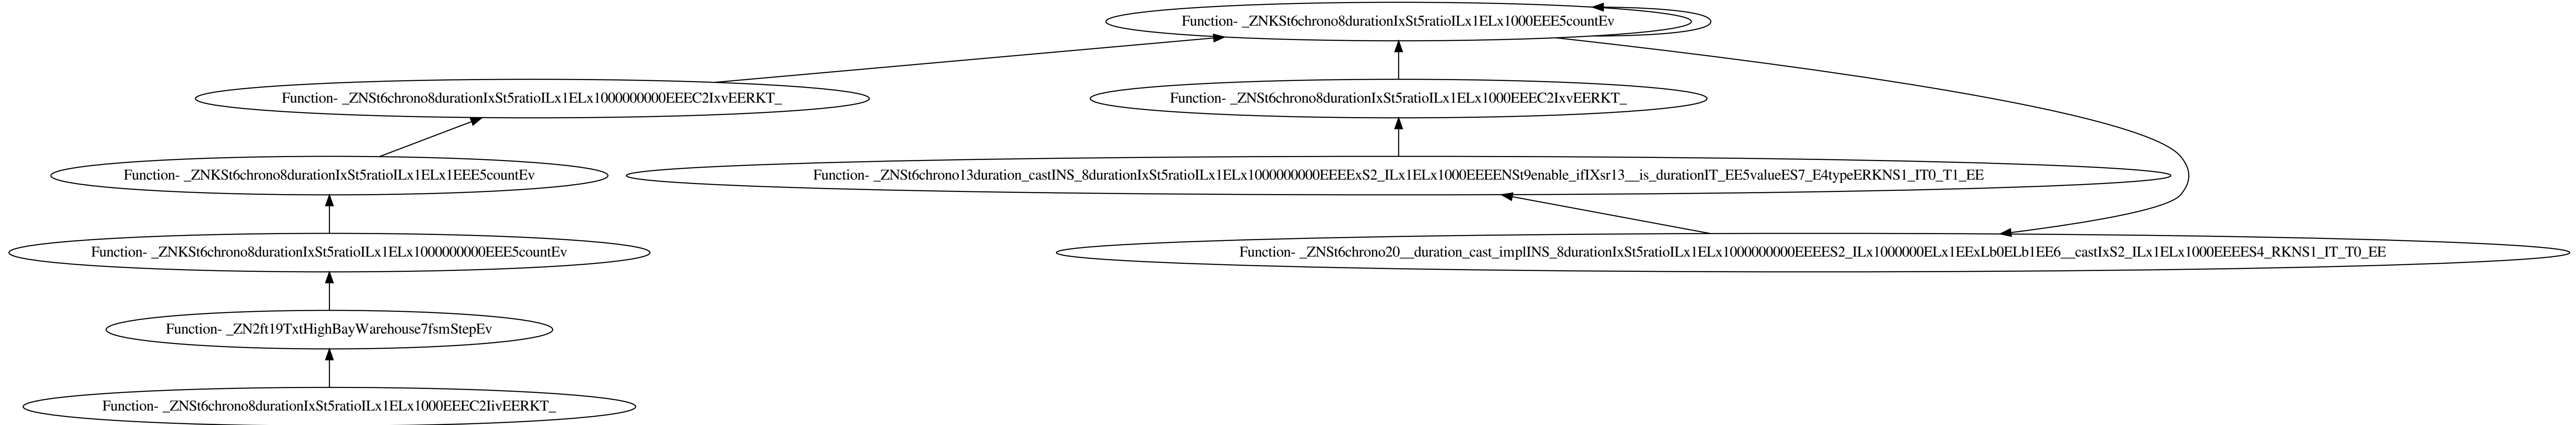 Function- _ZNKSt6chrono8durationIxSt5ratioILx1ELx1000EEE5countEv
Function- _ZNSt6chrono8durationIxSt5ratioILx1ELx1000000000EEEC2IxvEERKT_
Function- _ZNSt6chrono8durationIxSt5ratioILx1ELx1000EEEC2IxvEERKT_
Function- _ZNKSt6chrono8durationIxSt5ratioILx1ELx1EEE5countEv
Function- _ZNSt6chrono13duration_castINS_8durationIxSt5ratioILx1ELx1000000000EEEExS2_ILx1ELx1000EEEENSt9enable_ifIXsr13__is_durationIT_EE5valueES7_E4typeERKNS1_IT0_T1_EE
Function- _ZNKSt6chrono8durationIxSt5ratioILx1ELx1000000000EEE5countEv
Function- _ZNSt6chrono20__duration_cast_implINS_8durationIxSt5ratioILx1ELx1000000000EEEES2_ILx1000000ELx1EExLb0ELb1EE6__castIxS2_ILx1ELx1000EEEES4_RKNS1_IT_T0_EE
Function- _ZN2ft19TxtHighBayWarehouse7fsmStepEv
Function- _ZNSt6chrono8durationIxSt5ratioILx1ELx1000EEEC2IivEERKT_